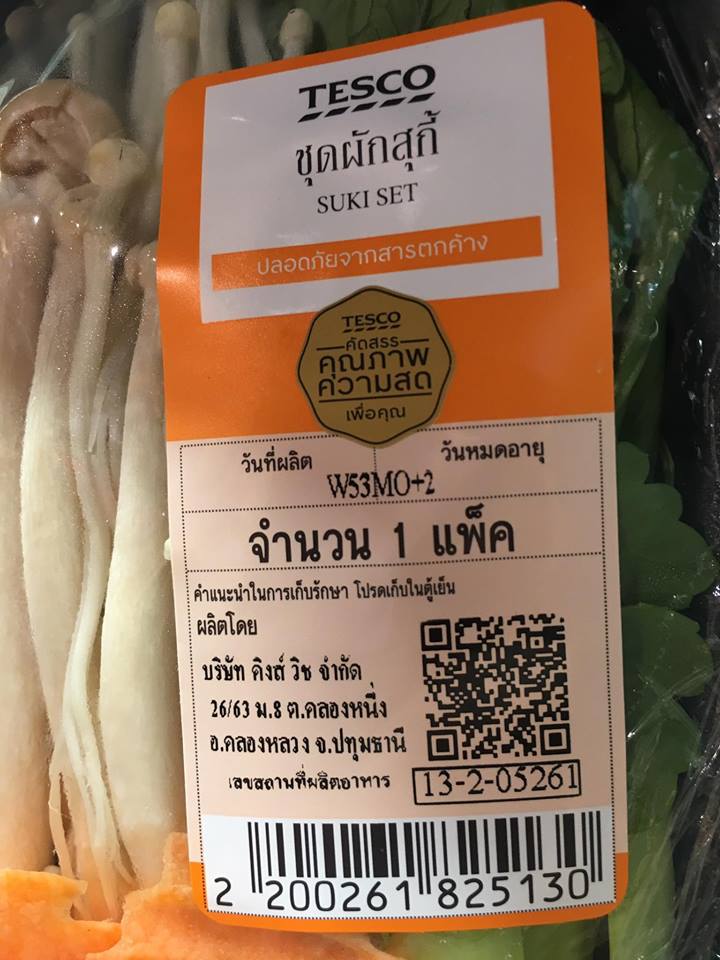 TESCO
ชุดผักสุกี้
SUKI SET
ปลอดภัยจากสารตกค้าง
TESCO
คัดสรร
คุณภาพ
ความสด
เพื่อคุณ
วันที่ผลิต วันหมดอายุ
W53MO+2
จำนวน 1 แพ็ค
คำแนะนำในการเก็บรักษา โปรดเก็บในตู้เย็น
ผลิตโดย
บริษัท คิงส์ วิช จำกัด
26/63 ม.8 ต.คลองหนึ่ง
อ.คลองหลวง จ.ปทุมธานี
เลขสถานที่ผลิตอาหาร 13-2-05261
2 200261 825130